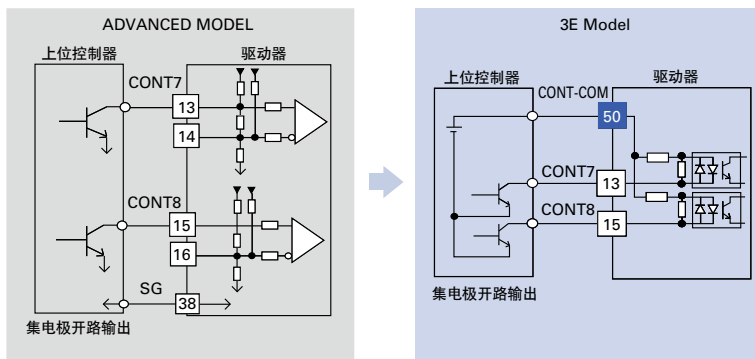 ADVANCED MODEL
上位控制器
驱动器
CONT7
13
14
CONT8
15
16
SG
38
集电极开路输出
3E Model
上位控制器
驱动器
CONT-COM
50
CONT7
13
CONT8
15
集电极开路输出